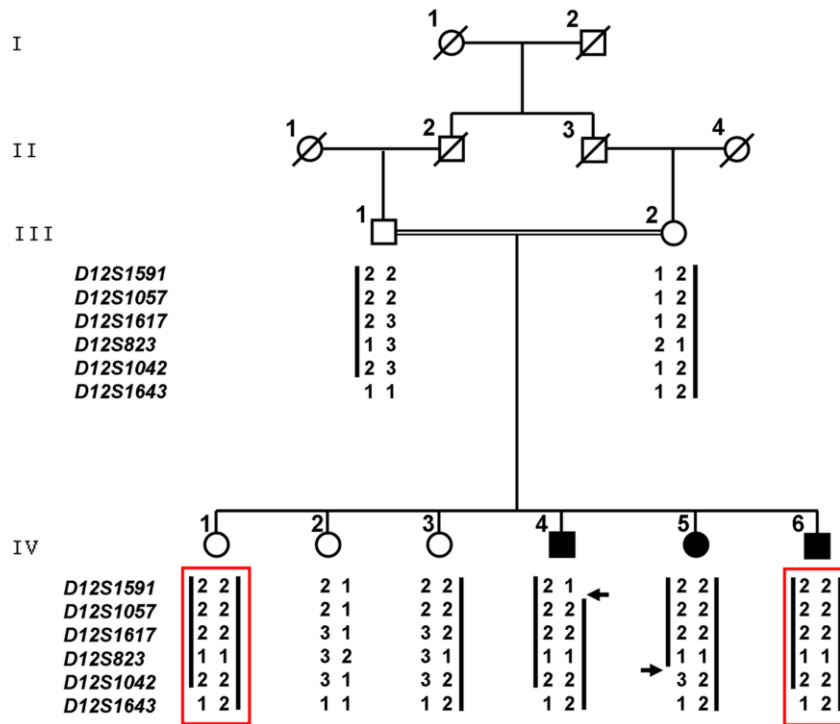 I 1 2
II 1 2 3 4
III 1 2
D12S1591 2 2 1 2
D12S1057 2 2 1 2
D12S1617 2 3 1 2
D12S823 1 3 2 1
D12S1042 2 3 1 2
D12S1643 1 1 1 2
IV 1 2 3 4 5 6
D12S1591 2 2 2 1 2 2 2 1 2 2 2 2
D12S1057 2 2 2 1 2 2 2 2 2 2 2 2
D12S1617 2 2 3 1 3 2 2 2 2 2 2 2
D12S823 1 1 3 2 3 1 1 1 1 1 1 1
D12S1042 2 2 3 1 3 2 2 2 3 2 2 2
D12S1643 1 2 1 1 1 2 1 2 1 2 1 2